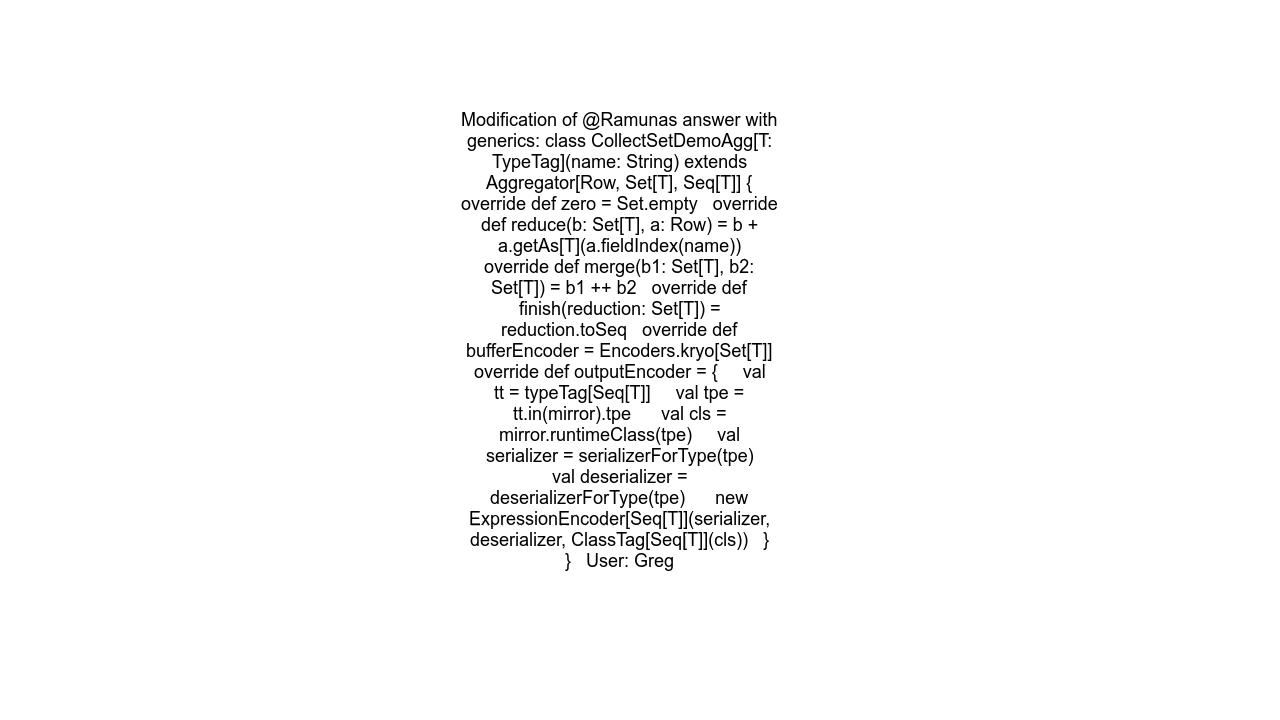 Modification of @Ramunas answer with
generics: class CollectSetDemoAgg[T:
TypeTag](name: String) extends
Aggregator[Row, Set[T], Seq[T]] {
override def zero = Set.empty   override
def reduce(b: Set[T], a: Row) = b +
a.getAs[T](a.fieldIndex(name))
override def merge(b1: Set[T], b2:
Set[T]) = b1 ++ b2   override def
finish(reduction: Set[T]) =
reduction.toSeq   override def
bufferEncoder = Encoders.kryo[Set[T]]
override def outputEncoder = {     val
tt = typeTag[Seq[T]]     val tpe =
tt.in(mirror).tpe      val cls =
mirror.runtimeClass(tpe)     val
serializer = serializerForType(tpe)
val deserializer =
deserializerForType(tpe)      new
ExpressionEncoder[Seq[T]](serializer,
deserializer, ClassTag[Seq[T]](cls))   }
}   User: Greg